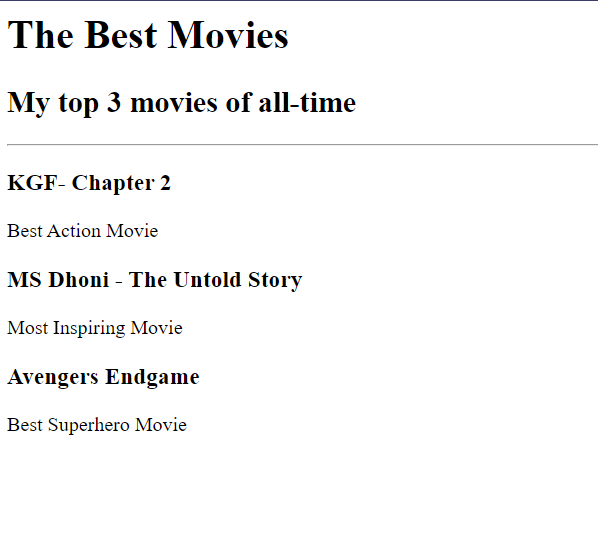 The Best Movies
My top 3 movies of all-time
KGF- Chapter 2
Best Action Movie
MS Dhoni - The Untold Story
Most Inspiring Movie
Avengers Endgame
Best Superhero Movie